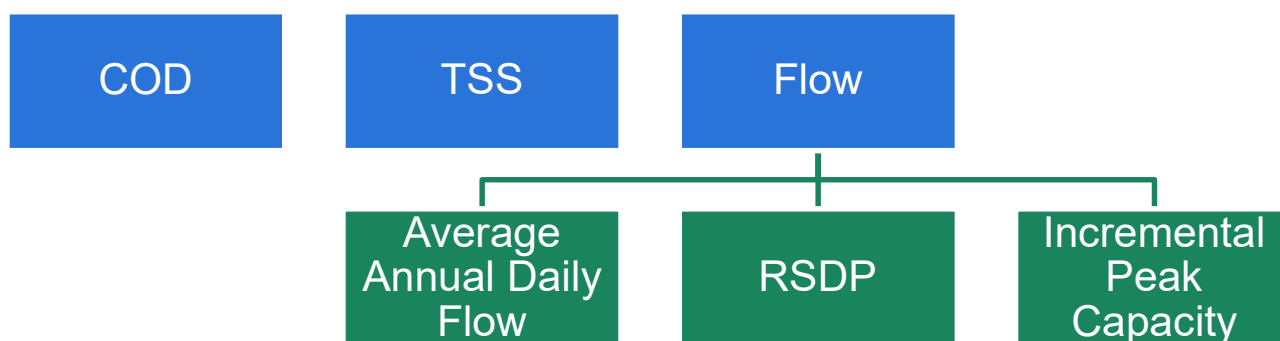 COD
TSS
Flow
Average
Annual Daily
Flow
RSDP
Incremental
Peak
Capacity